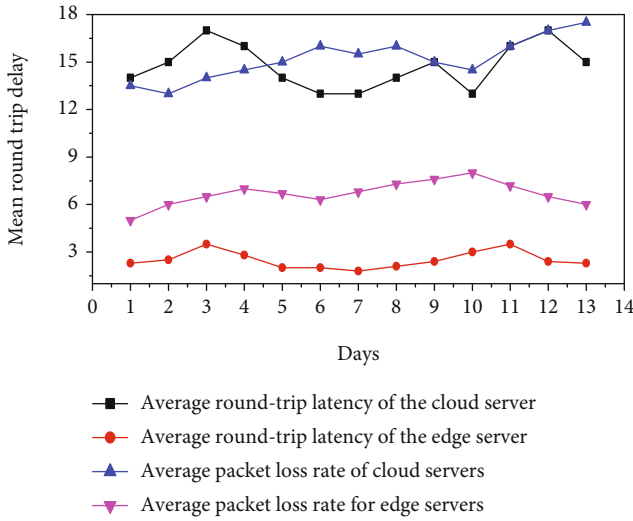 18
15
12
9
6
3
Mean round trip delay
0 1 2 3 4 5 6 7 8 9 10 11 12 13 14
Days
Average round-trip latency of the cloud server
Average round-trip latency of the edge server
Average packet loss rate of cloud servers
Average packet loss rate for edge servers